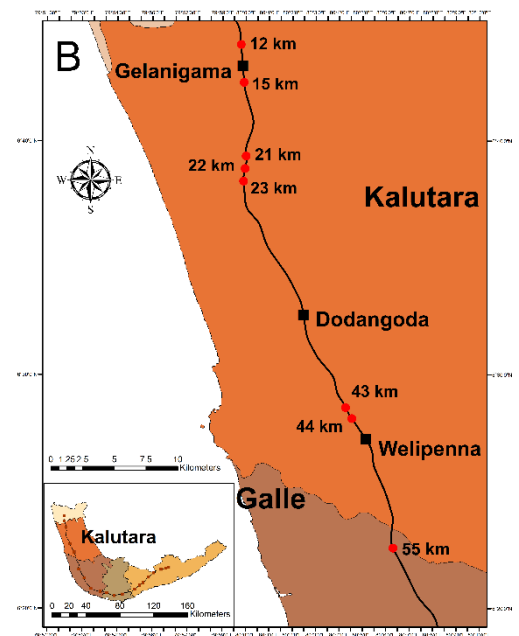 B
12 km
Gelanigama
15 km
21 km
22 km
23 km
N
W E
S
Kalutara
Dodangoda
43 km
44 km
Welipenna
0 1.25 2.5 5 7.5 10
Kilometers
Galle
55 km
Kalutara
0 20 40 80 120 160
Kilometers